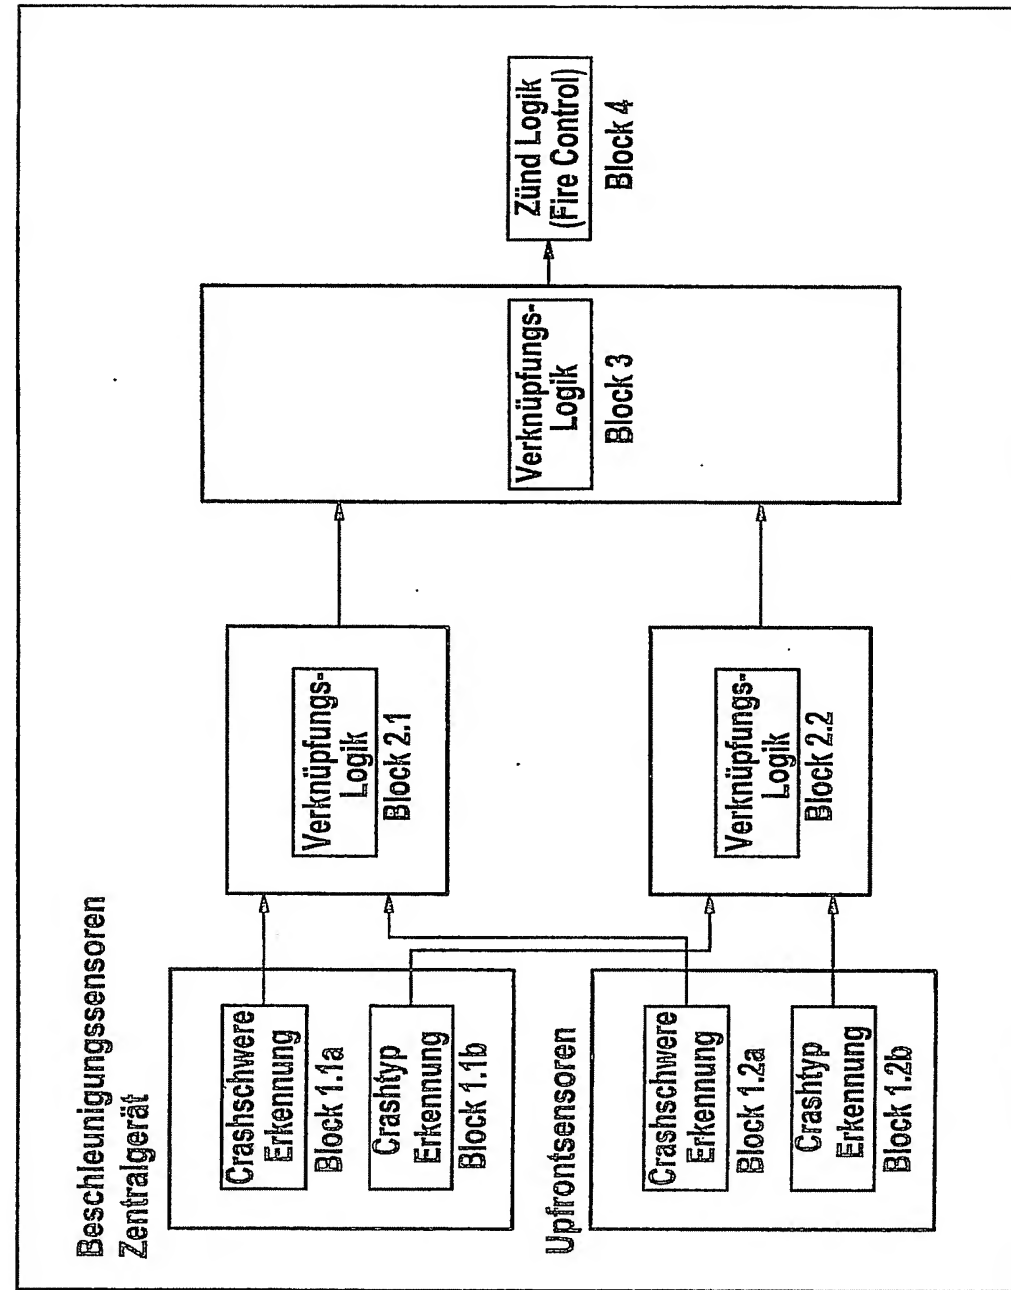 Beschleunigungssensoren
Zentralgerät
Crashschwere
Erkennung
Block 1.1a
Crashtyp
Erkennung
Block 1.1b
Upfrontsensoren
Crashschwere
Erkennung
Block 1.2a
Crashtyp
Erkennung
Block 1.2b
Verknüpfungs-
Logik
Block 2.1
Verknüpfungs-
Logik
Block 2.2
Verknüpfungs-
Logik
Block 3
Zünd Logik
(Fire Control)
Block 4